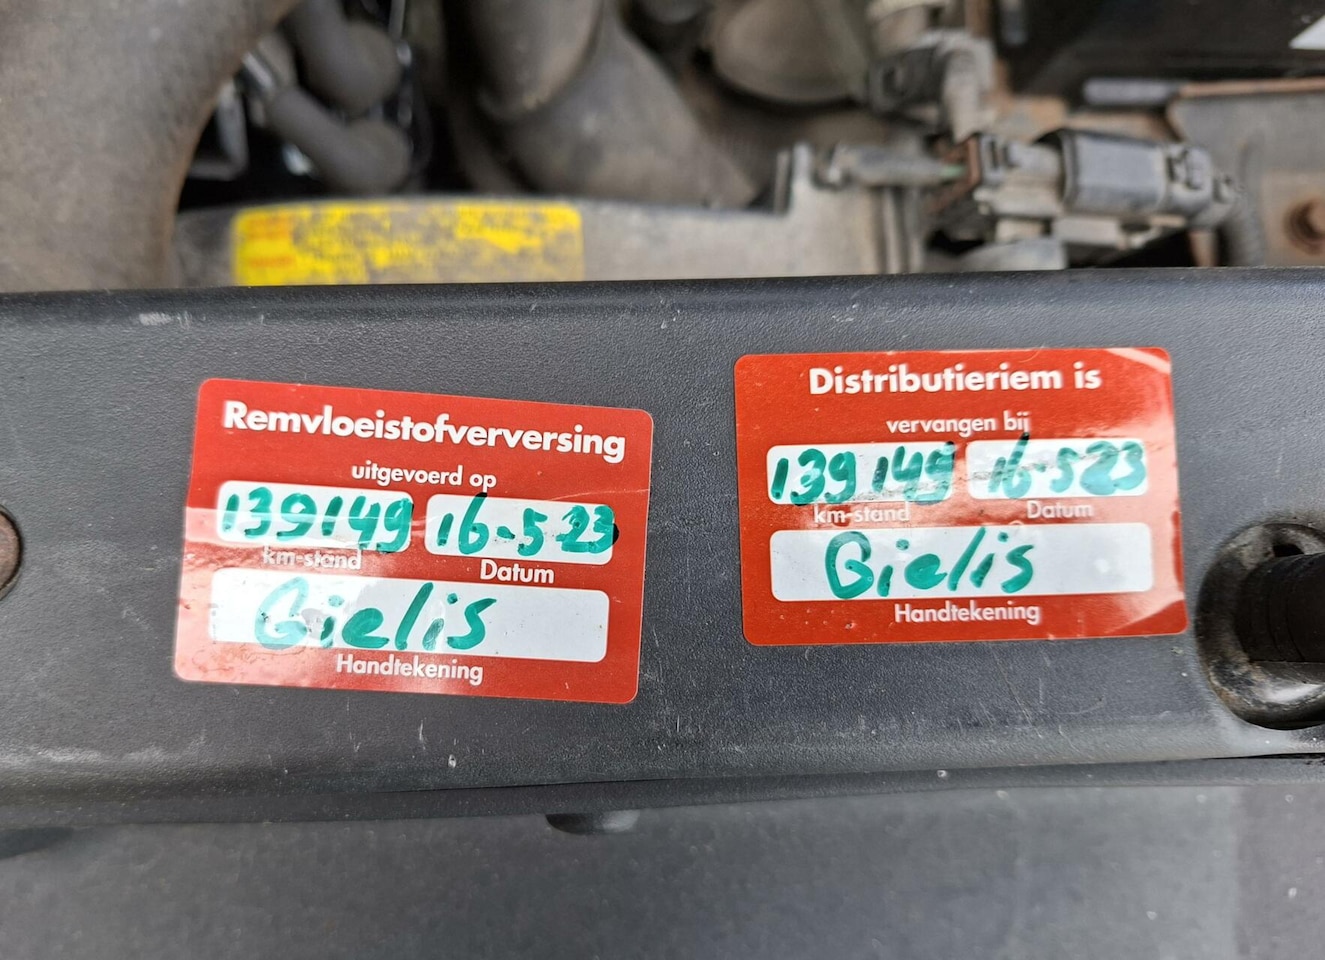 Remvloeistofverversing
uitgevoerd op
139149 16-5-23
km-stand Datum
Gielis
Handtekening
Distributieriem is
vervangen bij
139149 16-5-23
km-stand Datum
Gielis
Handtekening